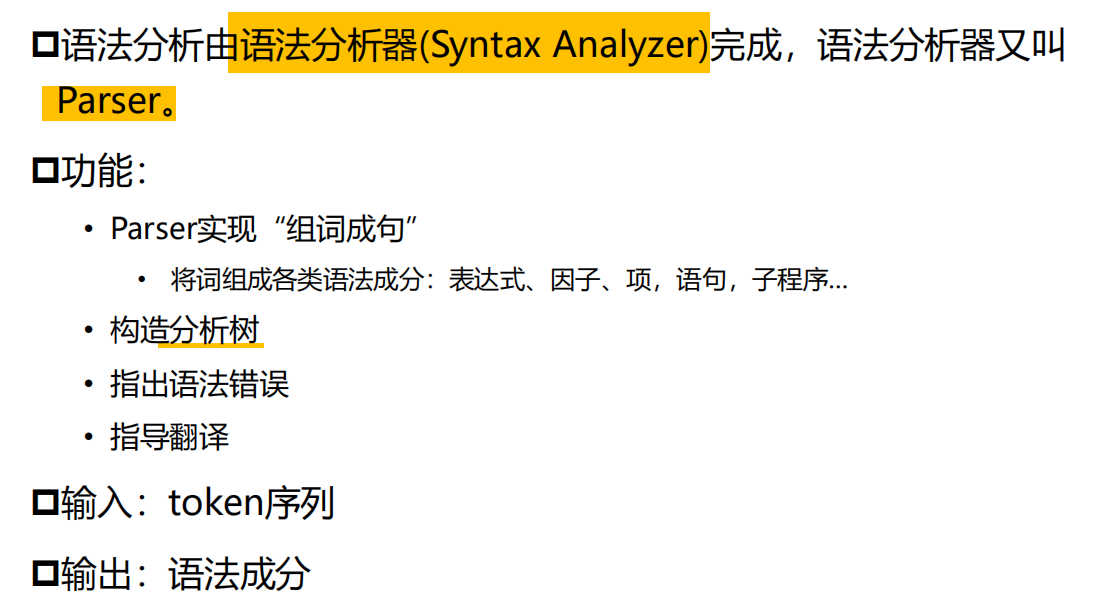 语法分析由语法分析器(Syntax Analyzer)完成，语法分析器又叫
Parser。
功能：
• Parser实现“组词成句”
• 将词组成各类语法成分：表达式、因子、项，语句，子程序…
• 构造分析树
• 指出语法错误
• 指导翻译
输入：token序列
输出：语法成分